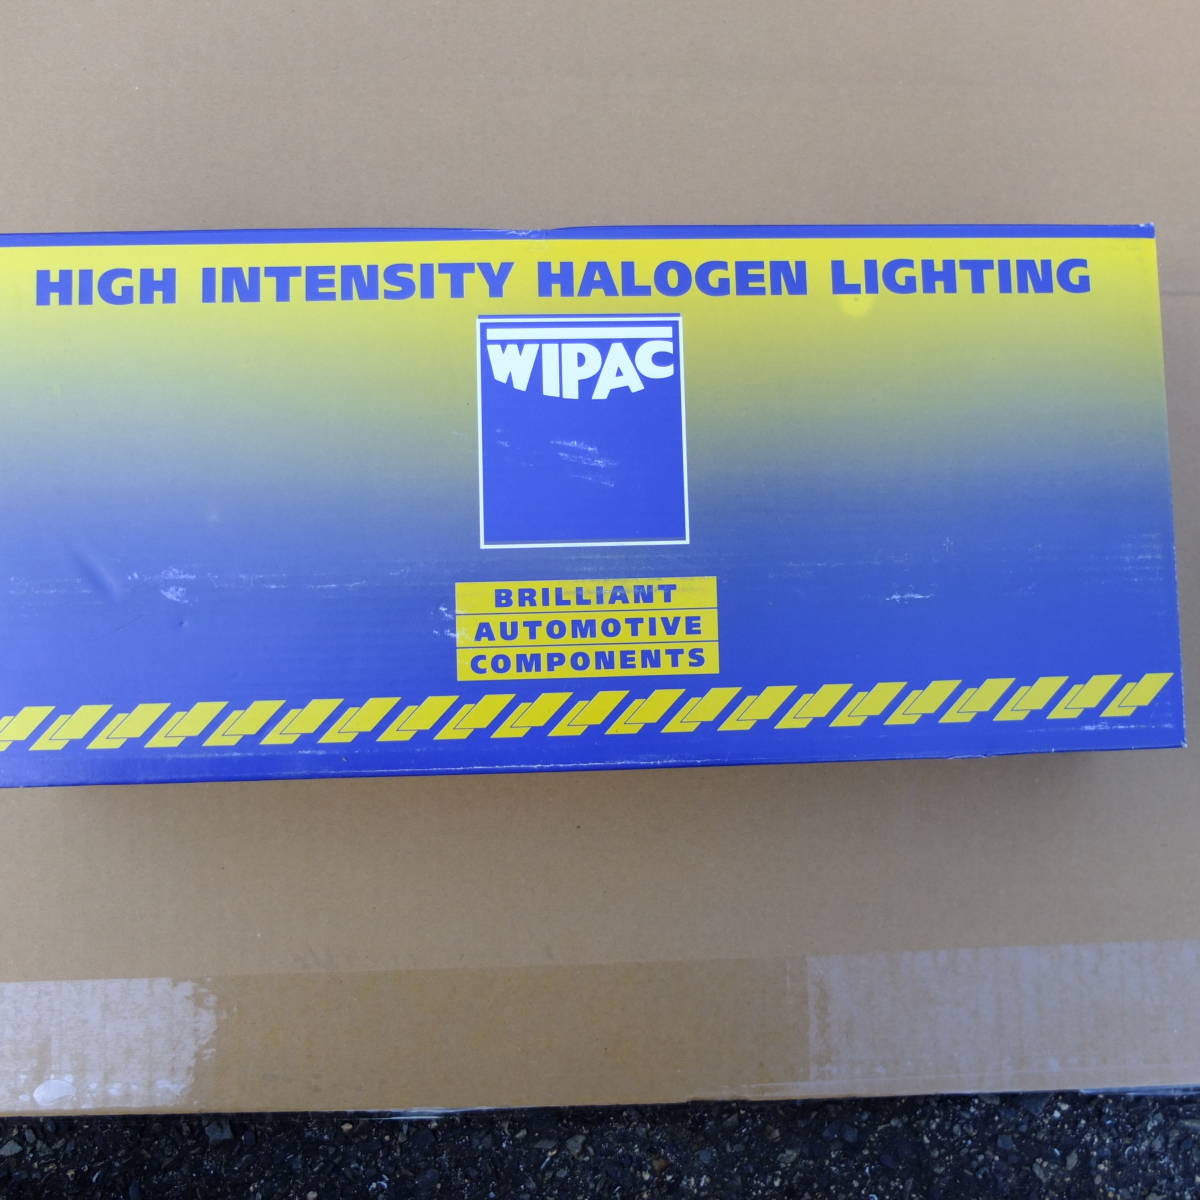 HIGH INTENSITY HALOGEN LIGHTING
WIPAC
BRILLIANT
AUTOMOTIVE
COMPONENTS